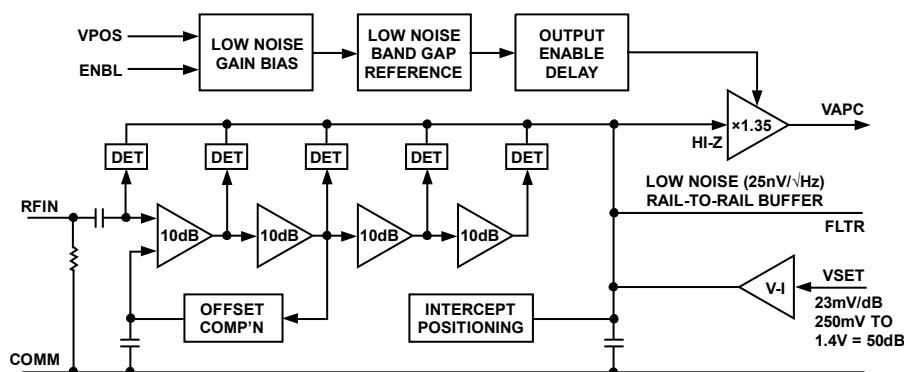 VPOS
ENBL
LOW NOISE
GAIN BIAS
LOW NOISE
BAND GAP
REFERENCE
OUTPUT
ENABLE
DELAY
×1.35
HI-Z
VAPC
DET
DET
DET
DET
DET
LOW NOISE (25nV/√Hz)
RAIL-TO-RAIL BUFFER
FLTR
RFIN
10dB
10dB
10dB
10dB
V-I
VSET
23mV/dB
250mV TO
1.4V = 50dB
OFFSET
COMP'N
INTERCEPT
POSITIONING
COMM